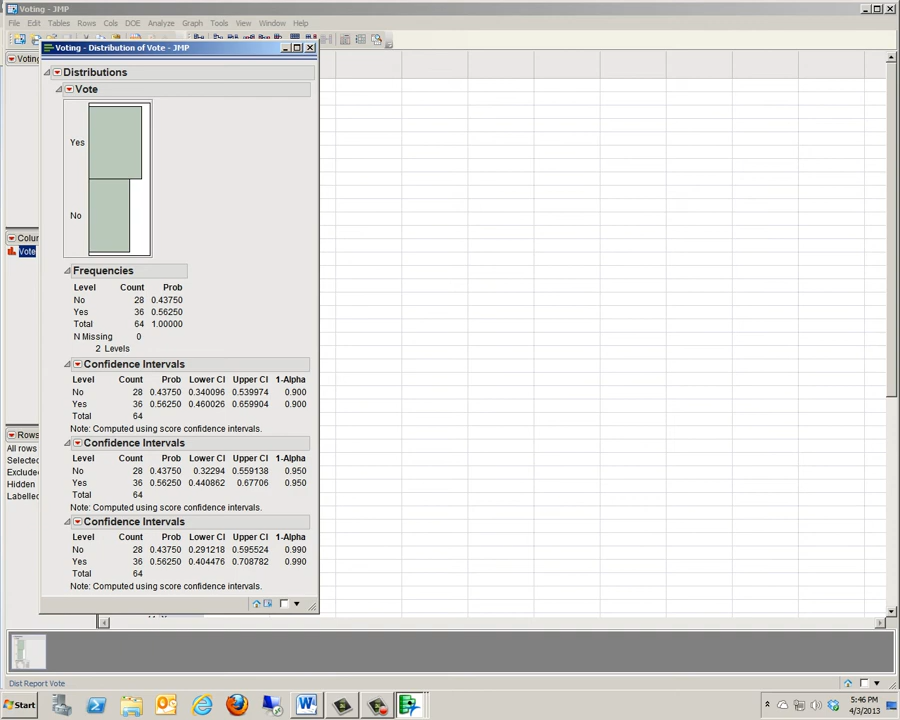 Voting - JMP
File Edit Tables Rows Cols DOE Analyze Graph Tools View Window Help
Voting - Distribution of Vote - JMP
Voting
Distributions
Vote
Yes
No
Colur
Vote
Frequencies
Level Count Prob
No 28 0.43750
Yes 36 0.56250
Total 64 1.00000
N Missing 0
2 Levels
Confidence Intervals
Level Count Prob Lower CI Upper CI 1-Alpha
No 28 0.43750 0.340096 0.539974 0.900
Yes 36 0.56250 0.460026 0.659904 0.900
Total 64
Note: Computed using score confidence intervals.
Confidence Intervals
Level Count Prob Lower CI Upper CI 1-Alpha
No 28 0.43750 0.32294 0.559138 0.950
Yes 36 0.56250 0.440862 0.67706 0.950
Total 64
Note: Computed using score confidence intervals.
Confidence Intervals
Level Count Prob Lower CI Upper CI 1-Alpha
No 28 0.43750 0.291218 0.595524 0.990
Yes 36 0.56250 0.404476 0.708782 0.990
Total 64
Note: Computed using score confidence intervals.
Rows
All rows
Selected
Excluded
Hidden
Labelled
Dist Report Vote
Start
5:46 PM
4/3/2013